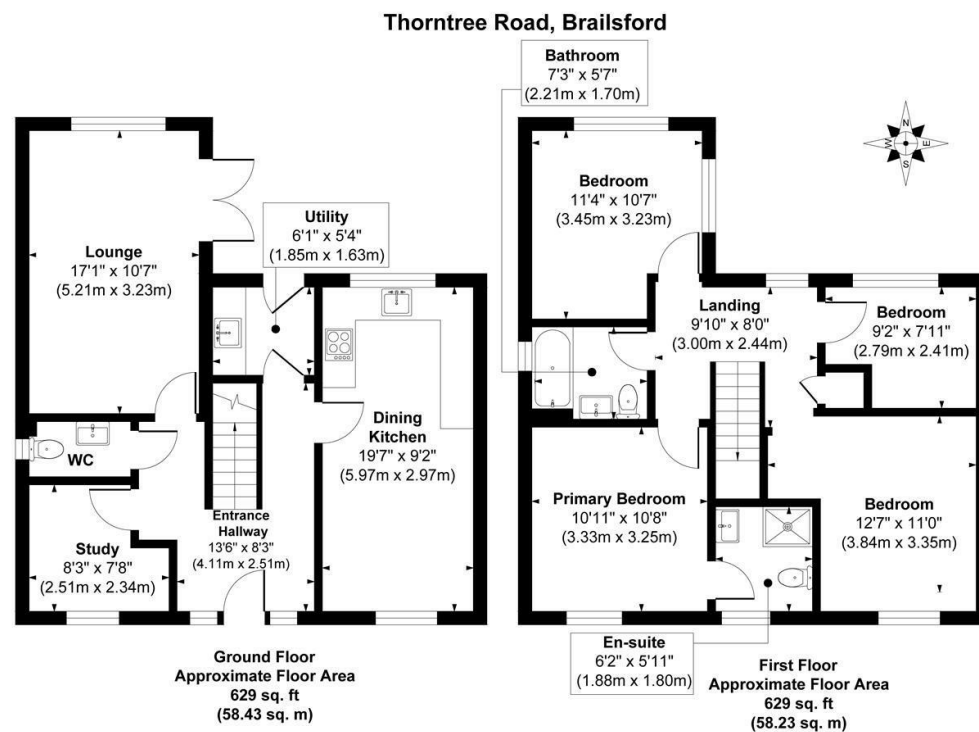 Thorntree Road, Brailsford
Bathroom
7'3" x 5'7"
(2.21m x 1.70m)
Utility
6'1" x 5'4"
(1.85m x 1.63m)
Lounge
17'1" x 10'7"
(5.21m x 3.23m)
WC
Dining
Kitchen
19'7" x 9'2"
(5.97m x 2.97m)
Entrance
Hallway
13'6" x 8'3"
(4.11m x 2.51m)
Study
8'3" x 7'8"
(2.51m x 2.34m)
Ground Floor
Approximate Floor Area
629 sq. ft
(58.43 sq. m)
N
W
E
S
Bedroom
11'4" x 10'7"
(3.45m x 3.23m)
Landing
9'10" x 8'0"
(3.00m x 2.44m)
Bedroom
9'2" x 7'11"
(2.79m x 2.41m)
Primary Bedroom
10'11" x 10'8"
(3.33m x 3.25m)
Bedroom
12'7" x 11'0"
(3.84m x 3.35m)
En-suite
6'2" x 5'11"
(1.88m x 1.80m)
First Floor
Approximate Floor Area
629 sq. ft
(58.23 sq. m)